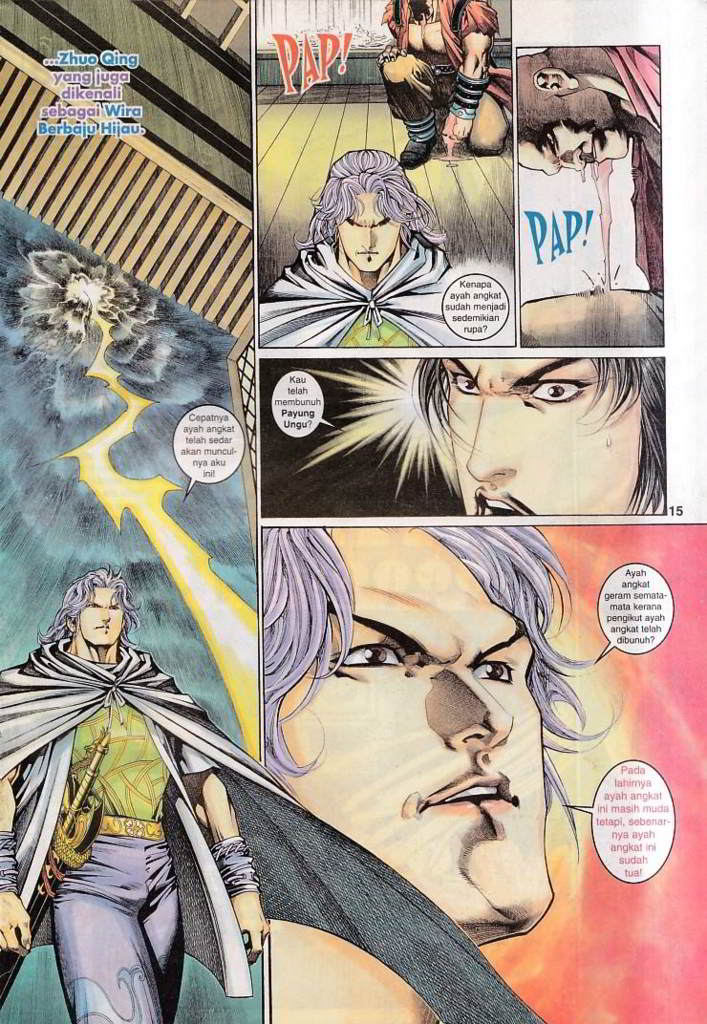 ...Zhuo Qing
yang juga
dikenali
sebagai Wira
Berbaju Hijau.
Cepatnya
ayah angkat
telah sedar
akan muncul-
nya aku
ini!
PAP!
Kenapa
ayah angkat
sudah menjadi
sedemikian
rupa?
PAP!
Kau
telah
membunuh
Payung
Ungu?
15
Ayah
angkat
geram semata-
mata kerana
pengikut ayah
angkat telah
dibunuh?
Pada
lahirnya
ayah angkat
ini masih muda
tetapi, sebenar-
nya ayah
angkat ini
sudah
tua!